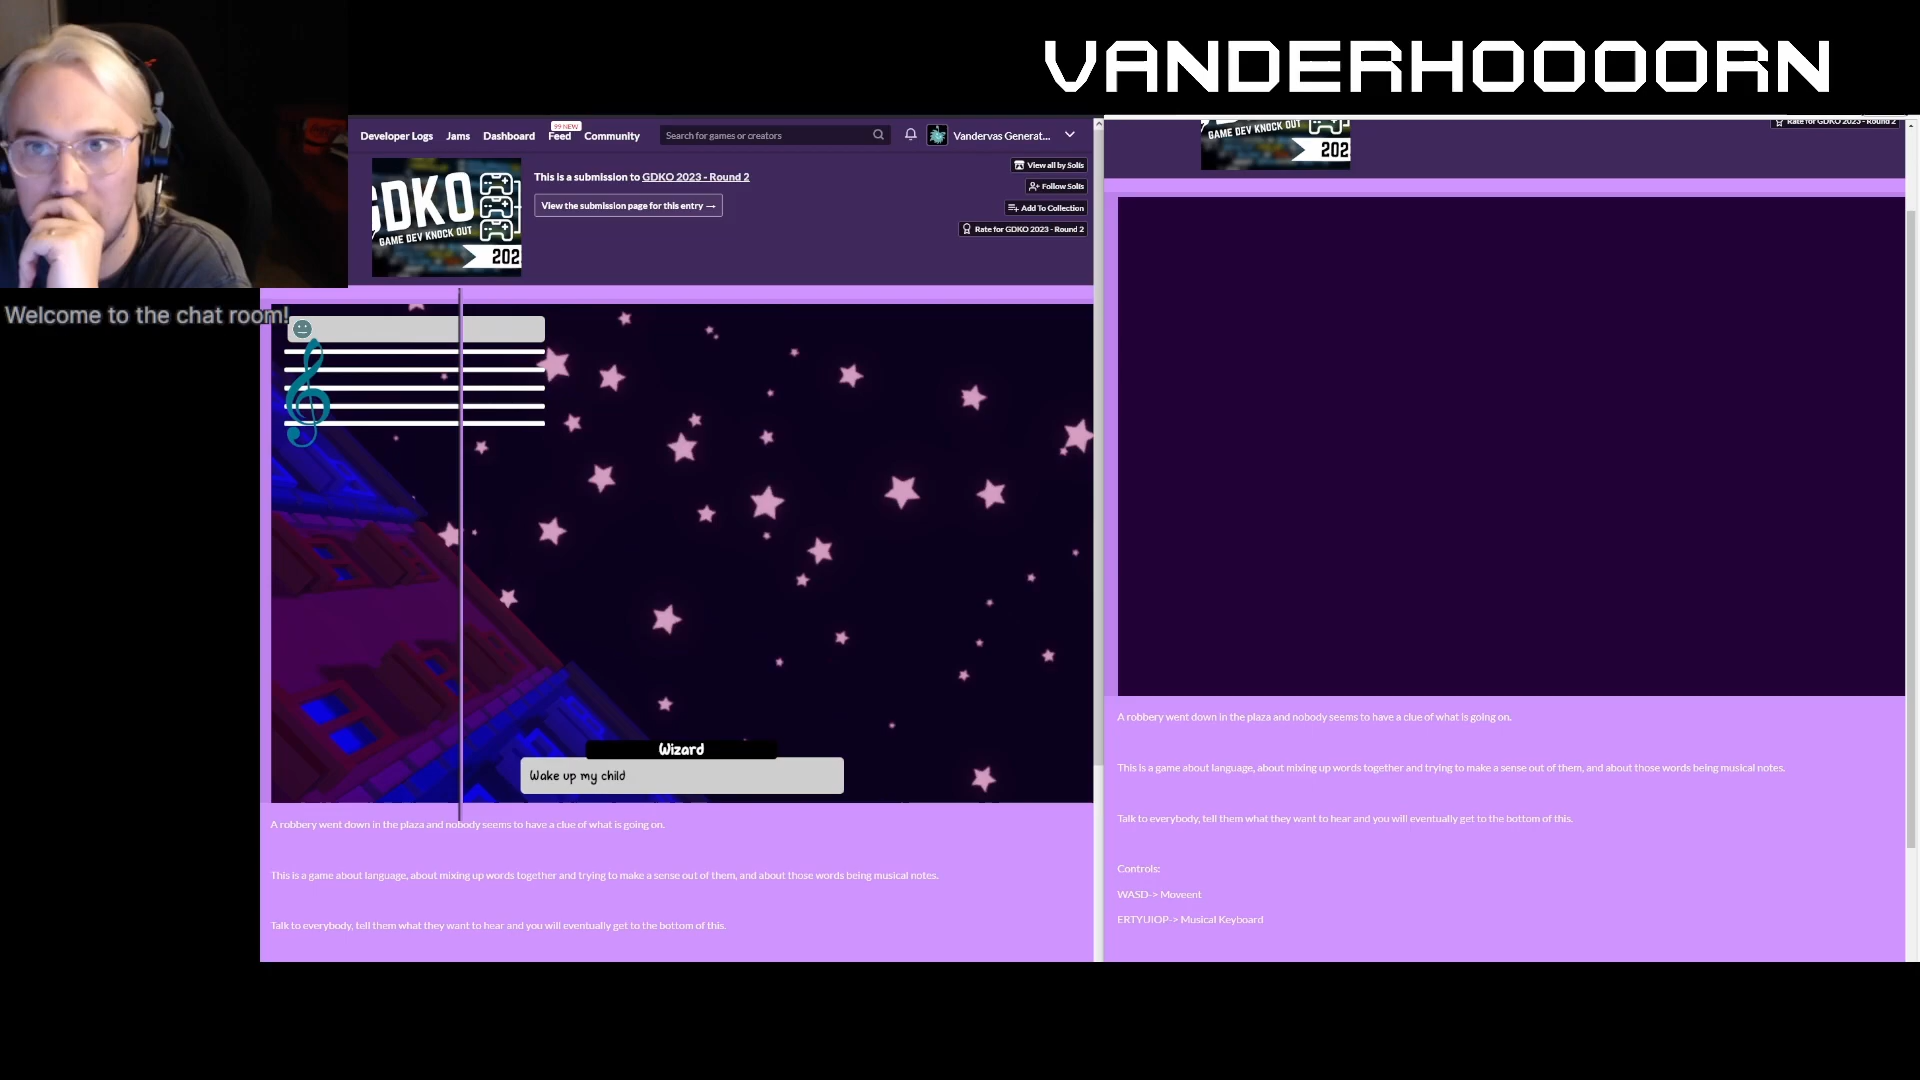 VANDERHOOOORN
Developer Logs Jams Dashboard Feed Community
99 NEW
Search for games or creators
Vandervas Generat...
GDKO
GAME DEV KNOCK OUT
202
This is a submission to GDKO 2023 - Round 2
View the submission page for this entry →
View all by Solís
Follow Solís
Add To Collection
Rate for GDKO 2023 - Round 2
Welcome to the chat room!
Wizard
Wake up my child
A robbery went down in the plaza and nobody seems to have a clue of what is going on.
This is a game about language, about mixing up words together and trying to make a sense out of them, and about those words being musical notes.
Talk to everybody, tell them what they want to hear and you will eventually get to the bottom of this.
GAME DEV KNOCK OUT
202
Rate for GDKO 2023 - Round 2
A robbery went down in the plaza and nobody seems to have a clue of what is going on.
This is a game about language, about mixing up words together and trying to make a sense out of them, and about those words being musical notes.
Talk to everybody, tell them what they want to hear and you will eventually get to the bottom of this.
Controls:
WASD-> Moveent
ERTYUIOP-> Musical Keyboard